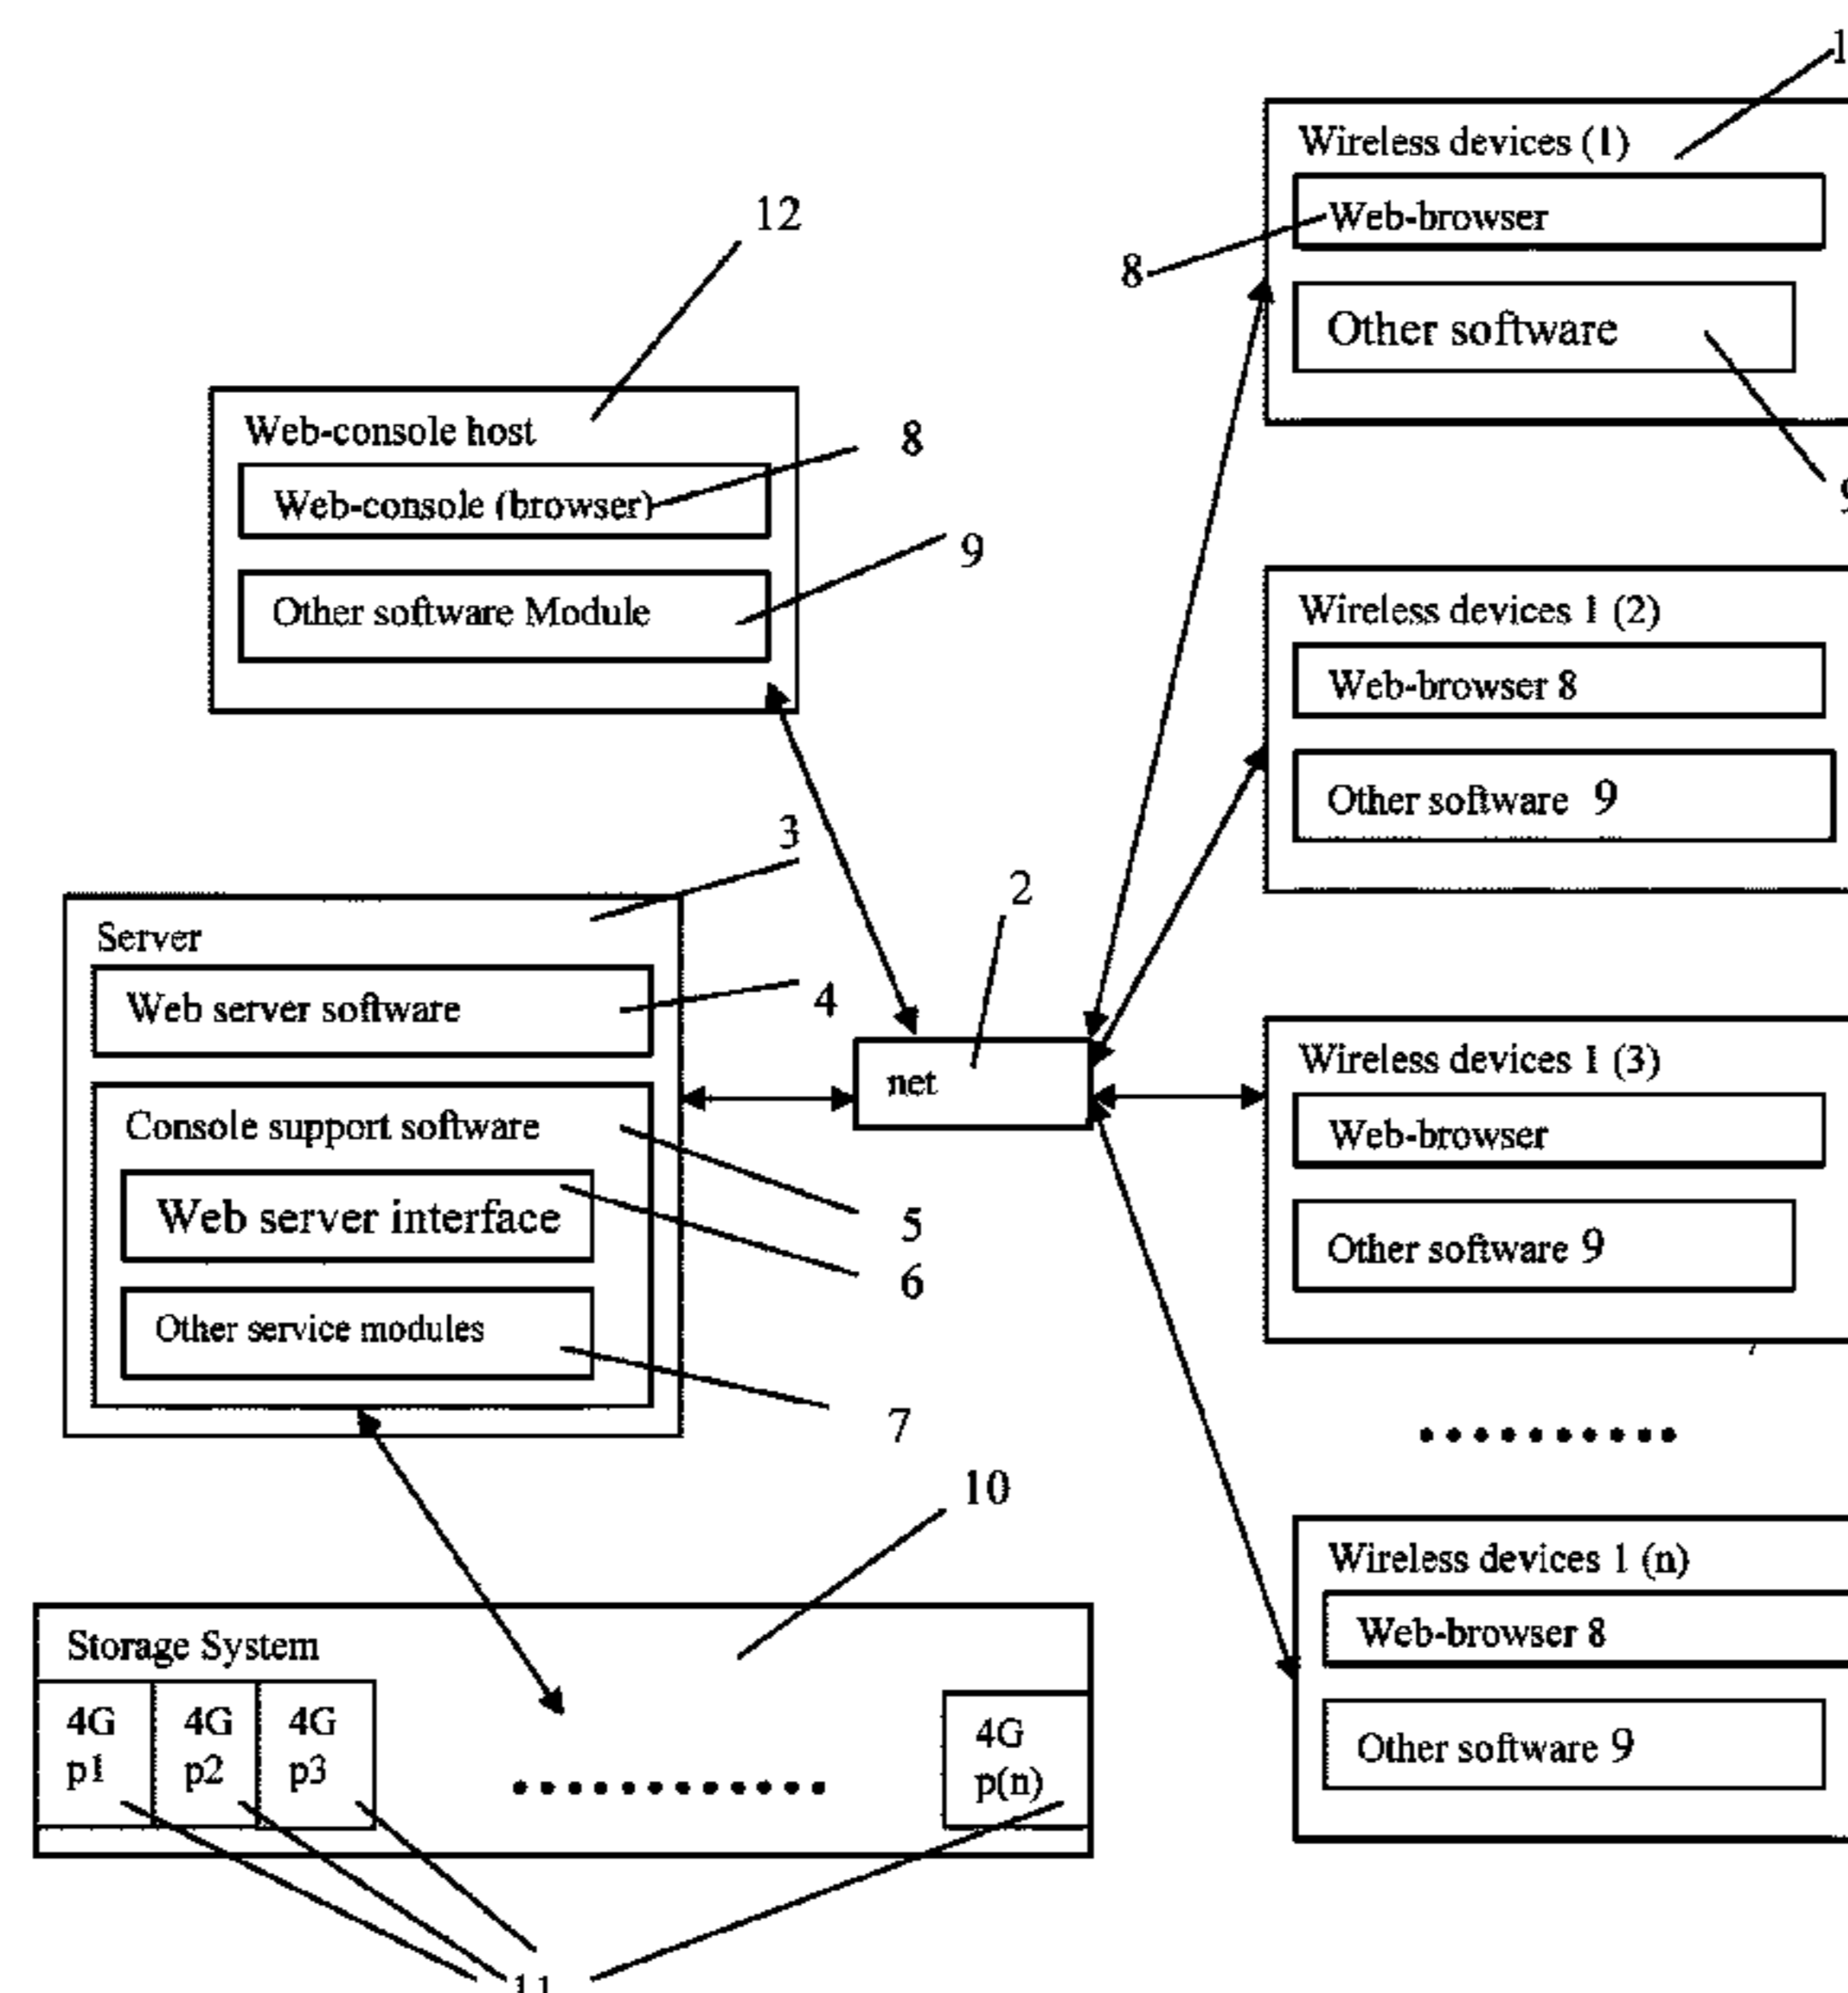 1
Wireless devices (1)
Web-browser
8
Other software
9
12
Web-console host
8
Web-console (browser)
9
Other software Module
Wireless devices 1 (2)
Web-browser 8
Other software 9
3
Server
Web server software
4
2
net
Console support software
5
Web server interface
6
Other service modules
7
Wireless devices 1 (3)
Web-browser
Other software 9
10
Storage System
4G
p1
4G
p2
4G
p3
4G
p(n)
11
Wireless devices 1 (n)
Web-browser 8
Other software 9